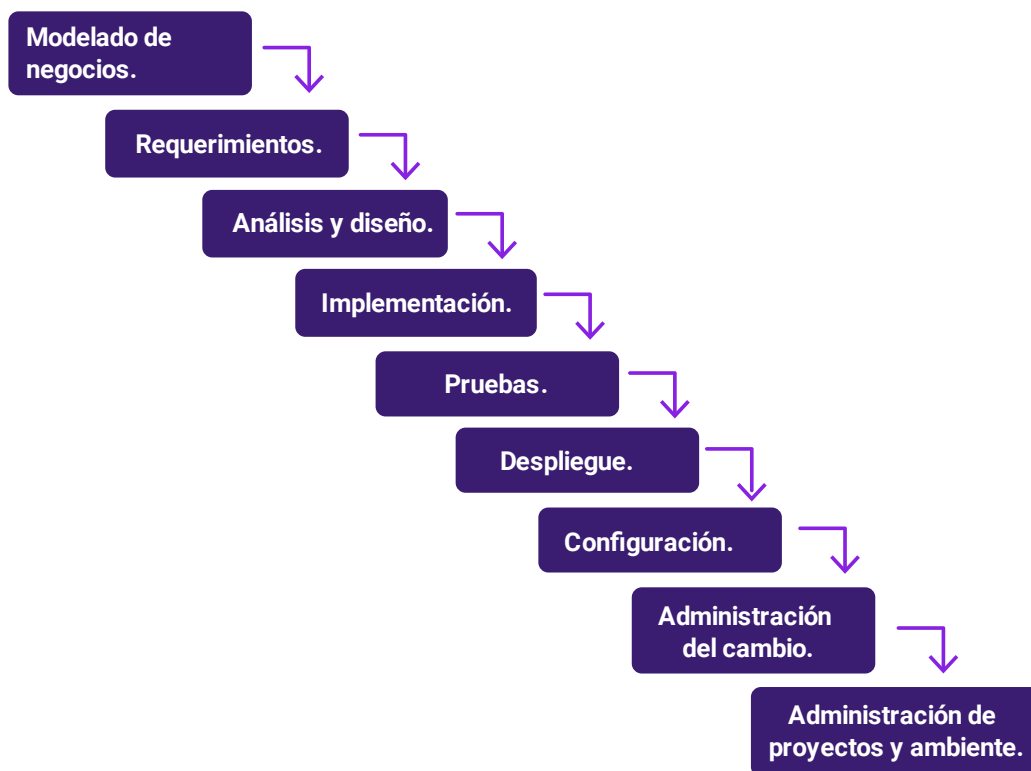 Modelado de
negocios.
Requerimientos.
Análisis y diseño.
Implementación.
Pruebas.
Despliegue.
Configuración.
Administración
del cambio.
Administración de
proyectos y ambiente.